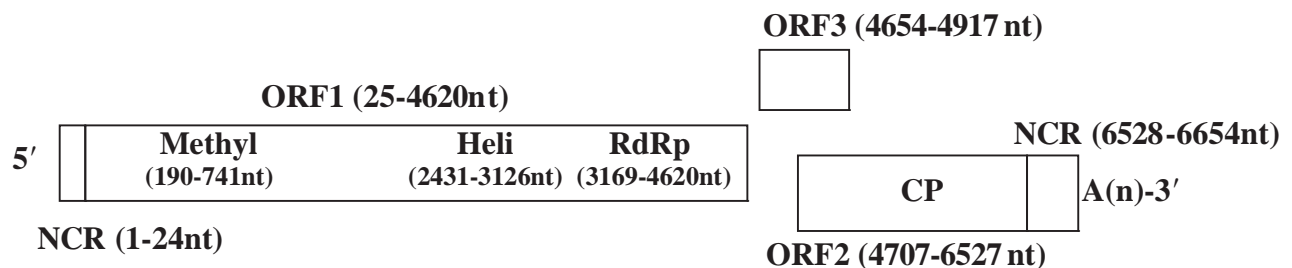 ORF3 (4654-4917 nt)
ORF1 (25-4620nt)
NCR (6528-6654nt)
5′
Methyl
(190-741nt)
Heli
(2431-3126nt)
RdRp
(3169-4620nt)
CP
A(n)-3′
NCR (1-24nt)
ORF2 (4707-6527 nt)